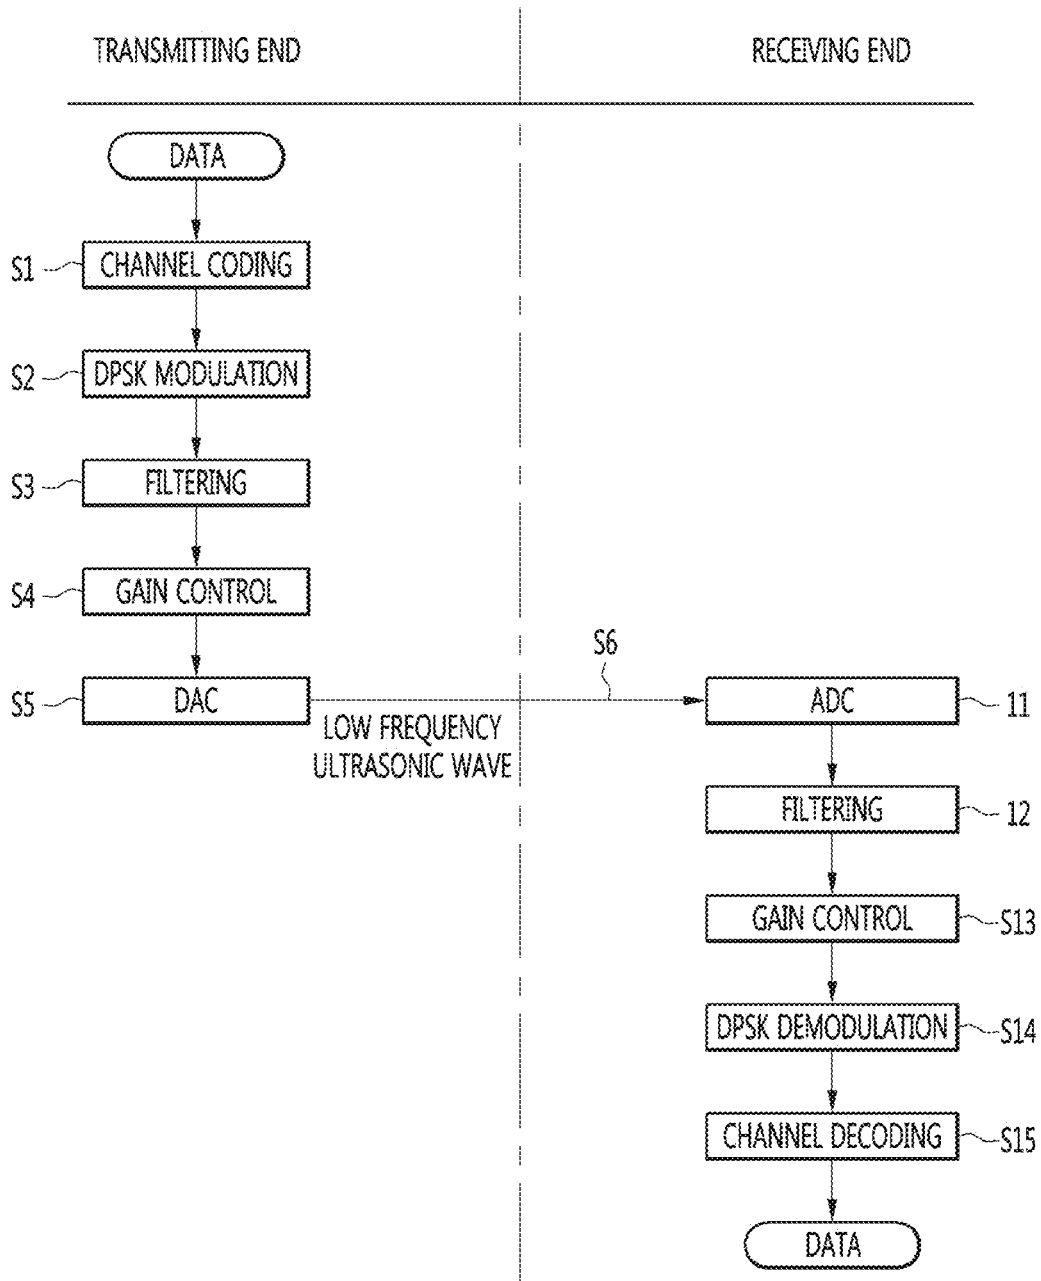 TRANSMITTING END
RECEIVING END
DATA
S1
CHANNEL CODING
S2
DPSK MODULATION
S3
FILTERING
S4
GAIN CONTROL
S5
DAC
S6
LOW FREQUENCY
ULTRASONIC WAVE
ADC
11
FILTERING
12
GAIN CONTROL
S13
DPSK DEMODULATION
S14
CHANNEL DECODING
S15
DATA